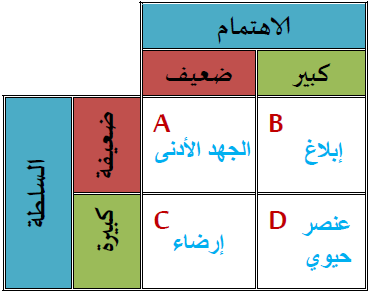 الاهتمام
ضعيف
كبير
السلطة
ضعيفة
A
الجهد الأدنى
B
إبلاغ
كبيرة
C
إرضاء
D
عنصر
حيوي